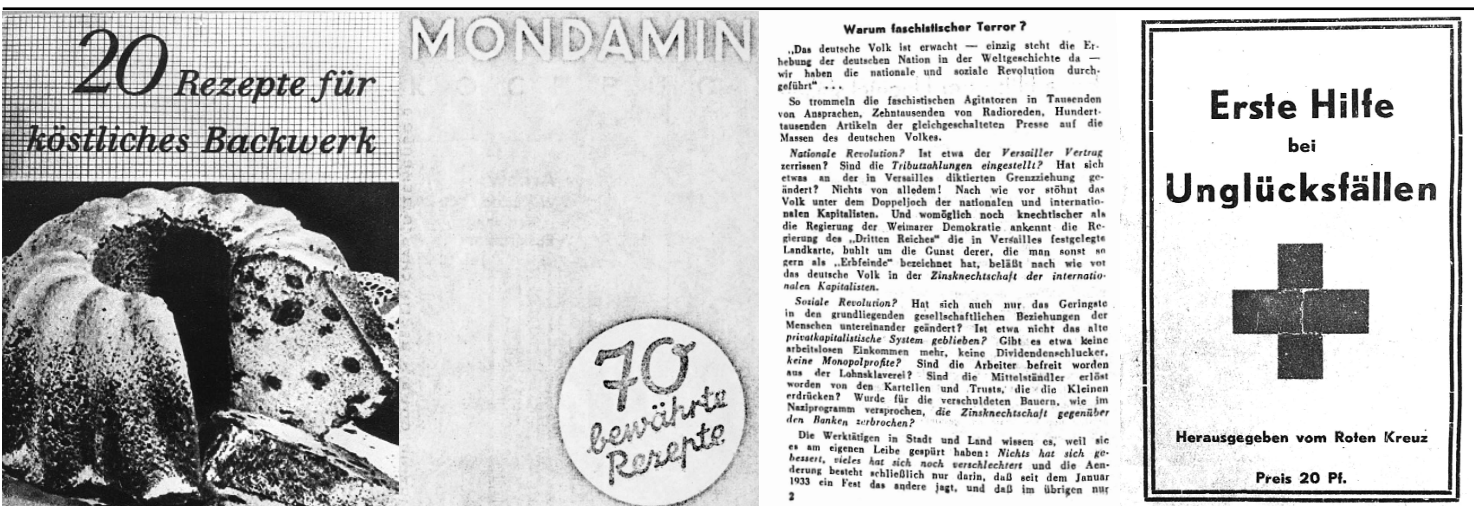 20 Rezepte für
köstliches Backwerk
MONDAMIN
70
bewährte
Rezepte
Warum faschistischer Terror?
„Das deutsche Volk ist erwacht — einzig steht die Er-
hebung der deutschen Nation in der Weltgeschichte da —
wir haben die nationale und soziale Revolution durch-
geführt“ . . .
So trommeln die faschistischen Agitatoren in Tausenden
von Ansprachen, Zehntausenden von Radioreden, Hundert-
tausenden Artikeln der gleichgeschalteten Presse auf die
Massen des deutschen Volkes.
Nationale Revolution? Ist etwa der Versailler Vertrag
zerrissen? Sind die Tributzahlungen eingestellt? Hat sich
etwas an der in Versailles diktierten Grenzziehung ge-
ändert? Nichts von alledem! Nach wie vor stöhnt das
Volk unter dem Doppeljoch der nationalen und internatio-
nalen Kapitalisten. Und womöglich noch knechtischer als
die Regierung der Weimarer Demokratie ankennt die Re-
gierung des „Dritten Reiches“ die in Versailles festgelegte
Landkarte, buhlt um die Gunst derer, die man sonst so
gern als „Erbfeinde“ bezeichnet hat, beläßt nach wie vor
das deutsche Volk in der Zinsknechtschaft der internatio-
nalen Kapitalisten.
Soziale Revolution? Hat sich auch nur das Geringste
in den grundliegenden gesellschaftlichen Beziehungen der
Menschen untereinander geändert? Ist etwa nicht das alte
privatkapitalistische System geblieben? Gibt es etwa keine
arbeitslosen Einkommen mehr, keine Dividendenschlucker,
keine Monopolprofite? Sind die Arbeiter befreit worden
aus der Lohnsklaverei? Sind die Mittelständler erlöst
worden von den Kartellen und Trusts, die die Kleinen
erdrücken? Wurde für die verschuldeten Bauern, wie im
Naziprogramm versprochen, die Zinsknechtschaft gegenüber
den Banken zerbrochen?
Die Werktätigen in Stadt und Land wissen es, weil sie
es am eigenen Leibe gespürt haben: Nichts hat sich ge-
bessert, vieles hat sich noch verschlechtert und die Aen-
derung besteht schließlich nur darin, daß seit dem Januar
1933 ein Fest das andere jagt, und daß im übrigen nur
2
Erste Hilfe
bei
Unglücksfällen
Herausgegeben vom Roten Kreuz
Preis 20 Pf.